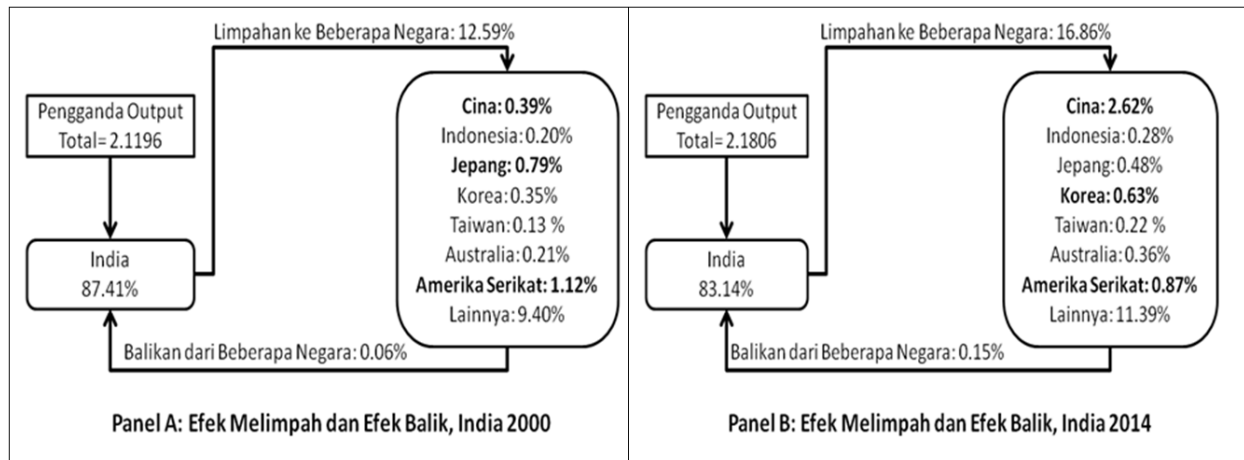 Limpahan ke Beberapa Negara: 12.59%
Pengganda Output
Total= 2.1196
India
87.41%
Cina: 0.39%
Indonesia: 0.20%
Jepang: 0.79%
Korea: 0.35%
Taiwan: 0.13 %
Australia: 0.21%
Amerika Serikat: 1.12%
Lainnya: 9.40%
Balikan dari Beberapa Negara: 0.06%
Panel A: Efek Melimpah dan Efek Balik, India 2000
Limpahan ke Beberapa Negara: 16.86%
Pengganda Output
Total= 2.1806
India
83.14%
Cina: 2.62%
Indonesia: 0.28%
Jepang: 0.48%
Korea: 0.63%
Taiwan: 0.22 %
Australia: 0.36%
Amerika Serikat: 0.87%
Lainnya: 11.39%
Balikan dari Beberapa Negara: 0.15%
Panel B: Efek Melimpah dan Efek Balik, India 2014